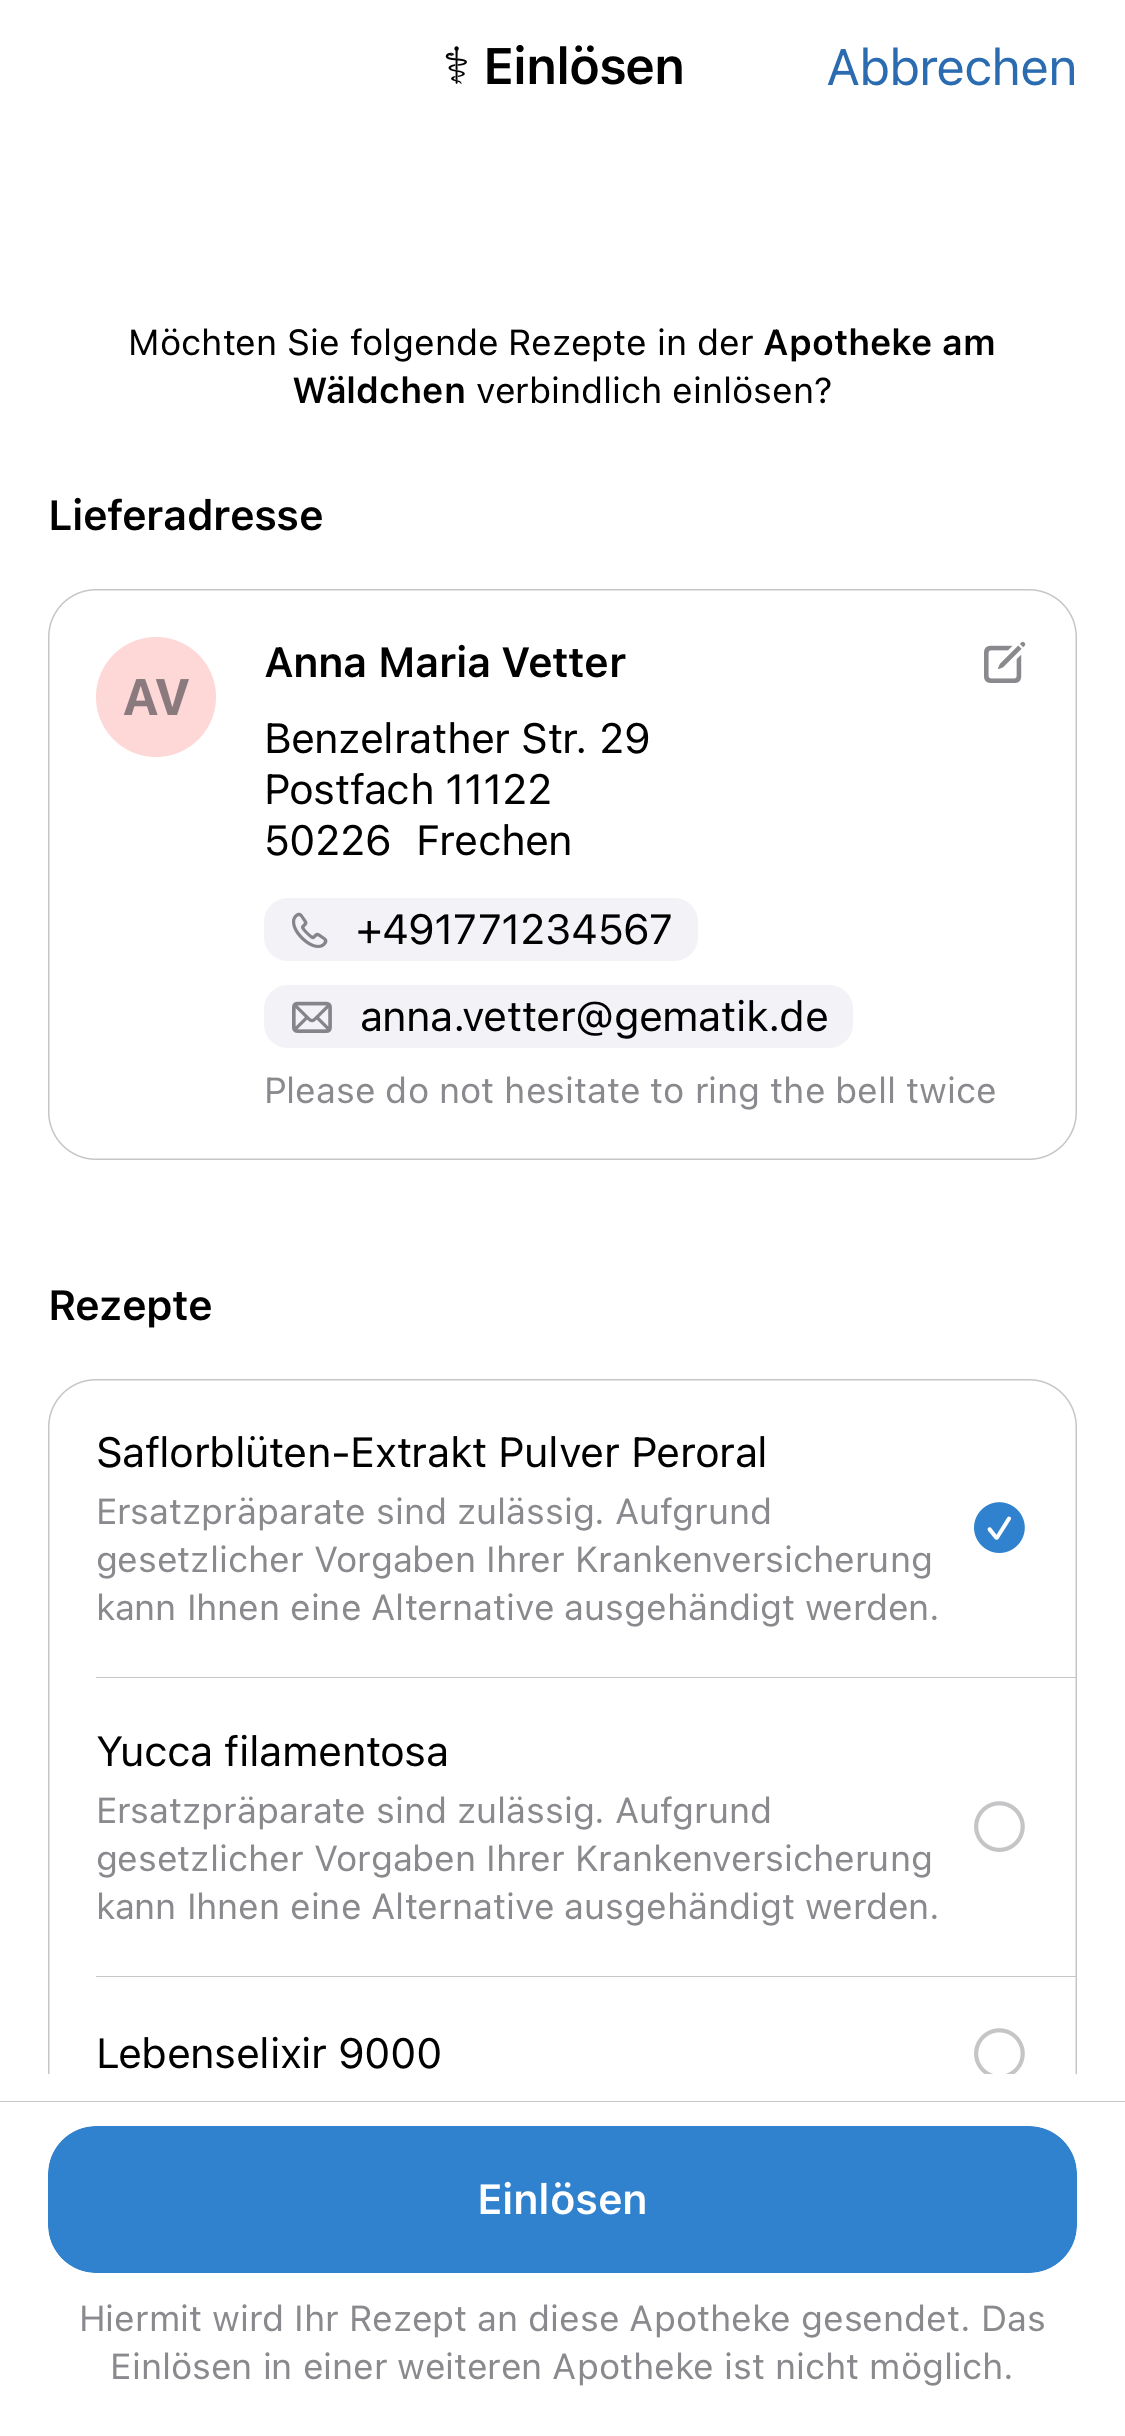 ⚕ Einlösen
Abbrechen
Möchten Sie folgende Rezepte in der Apotheke am
Wäldchen verbindlich einlösen?
Lieferadresse
AV
Anna Maria Vetter
Benzelrather Str. 29
Postfach 11122
50226 Frechen
+491771234567
anna.vetter@gematik.de
Please do not hesitate to ring the bell twice
Rezepte
Saflorblüten-Extrakt Pulver Peroral
Ersatzpräparate sind zulässig. Aufgrund
gesetzlicher Vorgaben Ihrer Krankenversicherung
kann Ihnen eine Alternative ausgehändigt werden.
Yucca filamentosa
Ersatzpräparate sind zulässig. Aufgrund
gesetzlicher Vorgaben Ihrer Krankenversicherung
kann Ihnen eine Alternative ausgehändigt werden.
Lebenselixir 9000
Einlösen
Hiermit wird Ihr Rezept an diese Apotheke gesendet. Das
Einlösen in einer weiteren Apotheke ist nicht möglich.